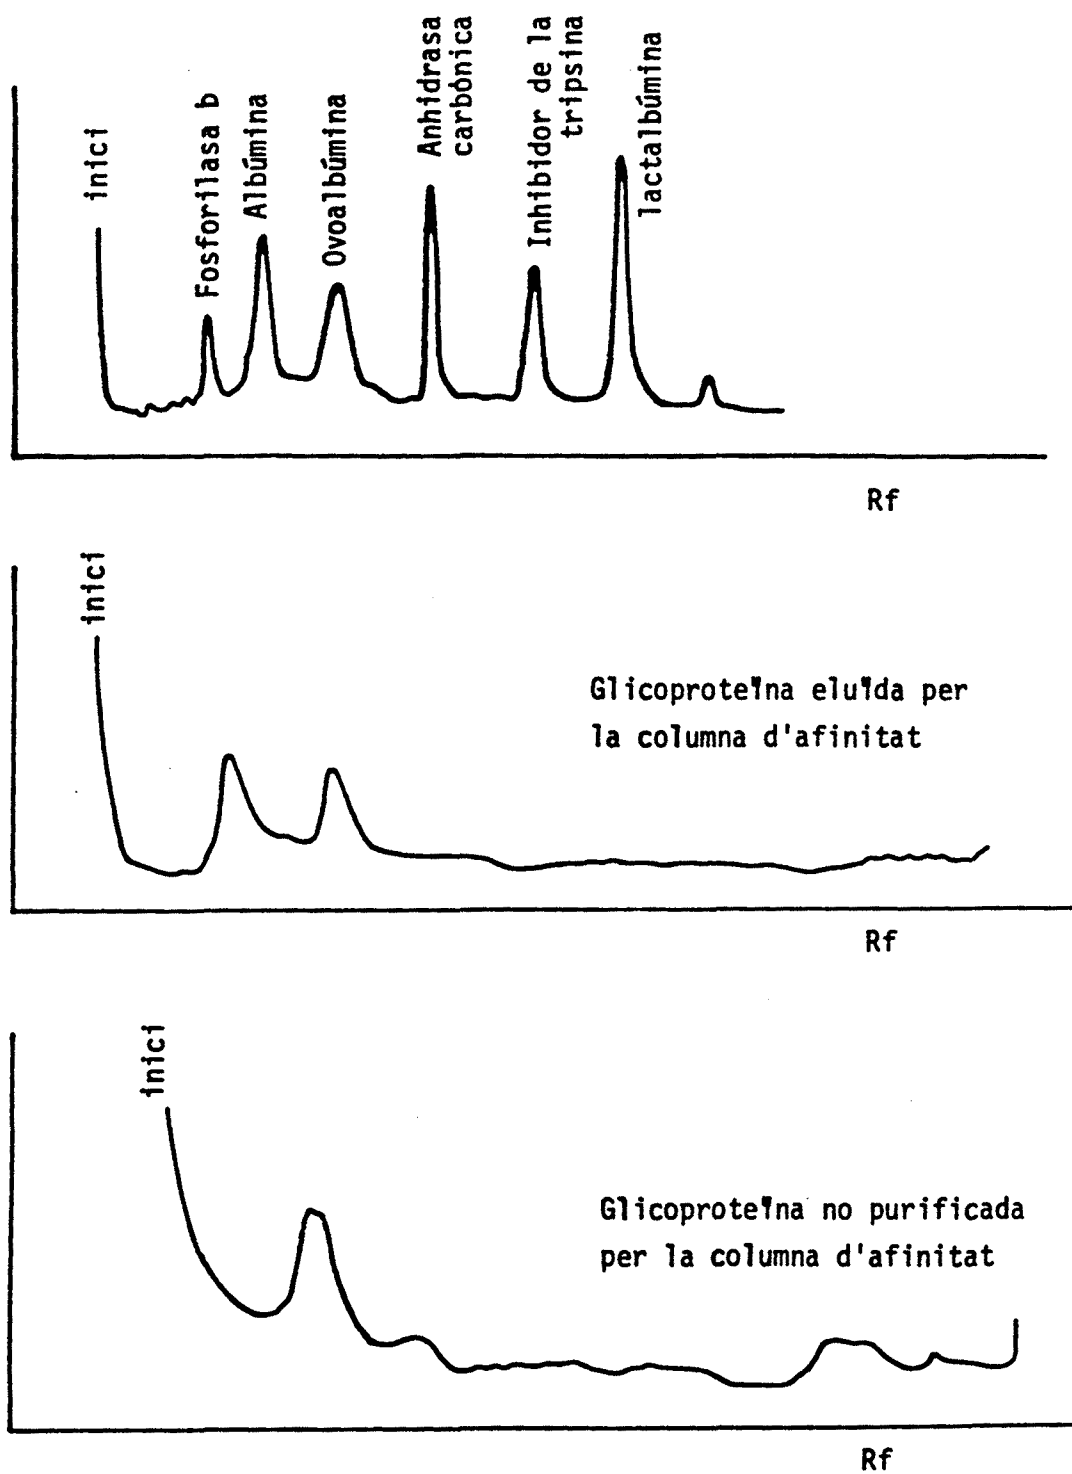 inici
Fosforilasa b
Albúmina
Ovoalbúmina
Anhidrasa
carbònica
Inhibidor de la
tripsina
lactalbúmina
Rf
inici
Glicoproteïna eluïda per
la columna d'afinitat
Rf
inici
Glicoproteïna no purificada
per la columna d'afinitat
Rf